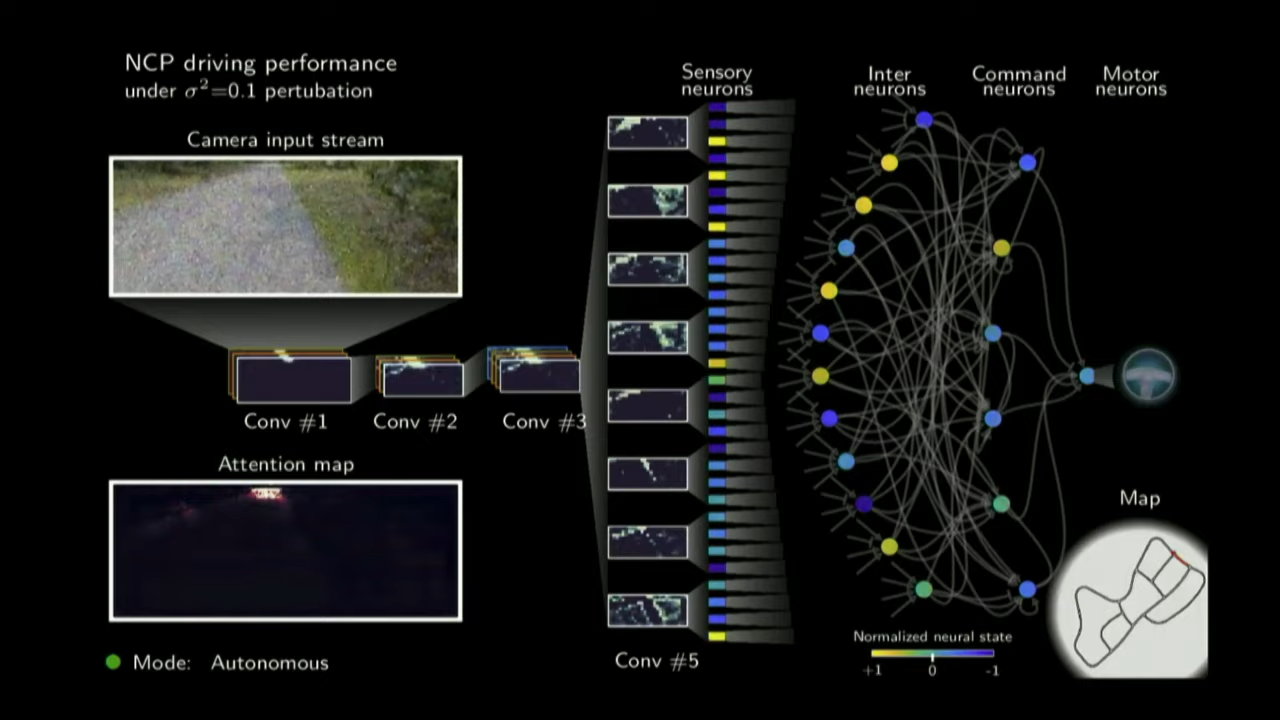 NCP driving performance
under σ²=0.1 pertubation
Camera input stream
Conv #1
Conv #2
Conv #3
Attention map
Mode: Autonomous
Sensory
neurons
Conv #5
Inter
neurons
Command
neurons
Motor
neurons
Normalized neural state
+1 0 -1
Map